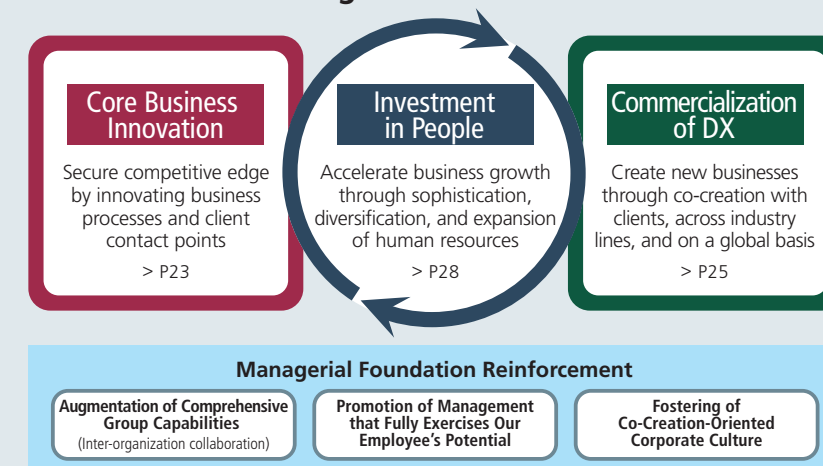 Core Business
Innovation
Secure competitive edge
by innovating business
processes and client
contact points
> P23
Investment
in People
Accelerate business growth
through sophistication,
diversification, and expansion
of human resources
> P28
Commercialization
of DX
Create new businesses
through co-creation with
clients, across industry
lines, and on a global basis
> P25
Managerial Foundation Reinforcement
Augmentation of Comprehensive
Group Capabilities
(Inter-organization collaboration)
Promotion of Management
that Fully Exercises Our
Employee's Potential
Fostering of
Co-Creation-Oriented
Corporate Culture